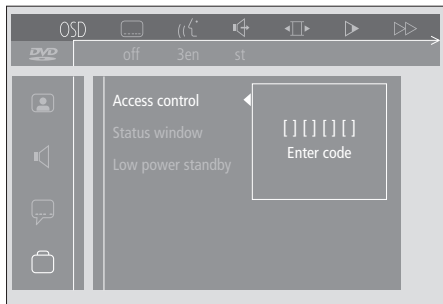 OSD
DVD
off 3en st
Access control
Status window
Low power standby
[ ] [ ] [ ] [ ]
Enter code